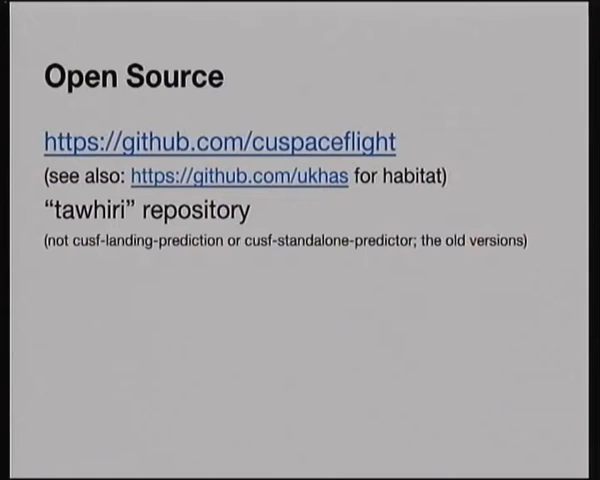 Open Source
https://github.com/cuspaceflight
(see also: https://github.com/ukhas for habitat)
“tawhiri” repository
(not cusf-landing-prediction or cusf-standalone-predictor; the old versions)